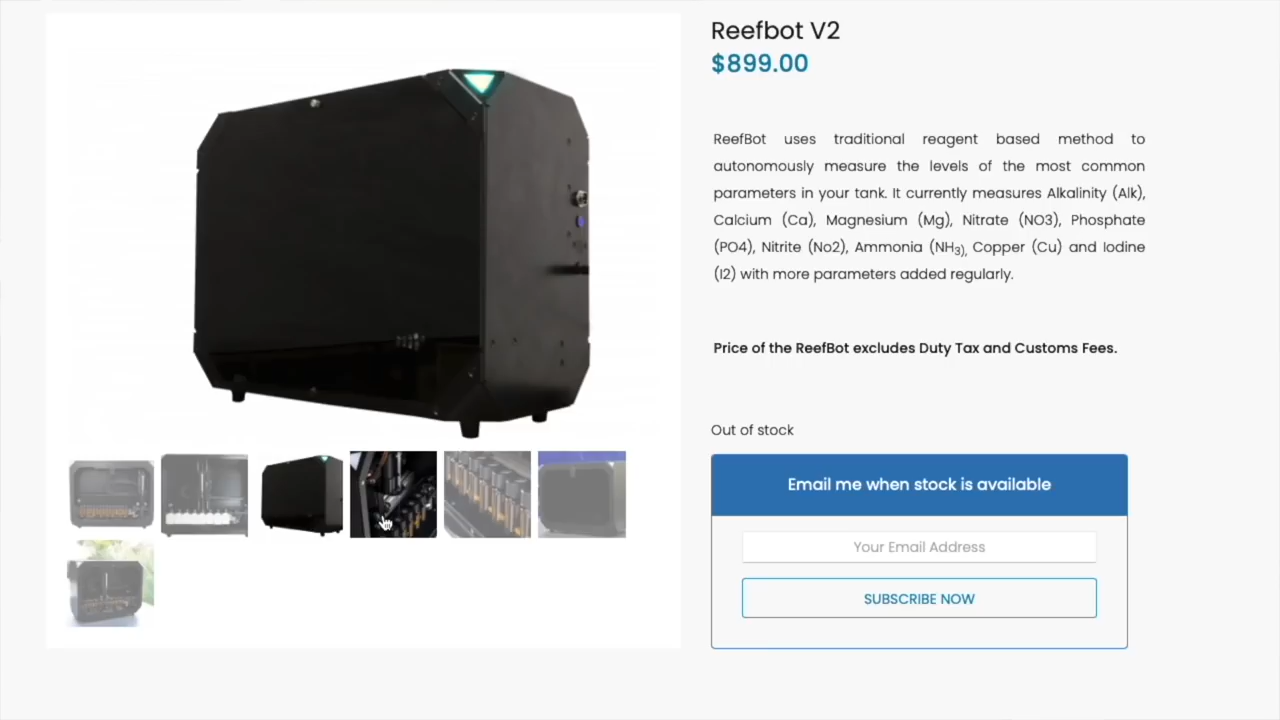 Reefbot V2
$899.00
ReefBot uses traditional reagent based method to
autonomously measure the levels of the most common
parameters in your tank. It currently measures Alkalinity (Alk),
Calcium (Ca), Magnesium (Mg), Nitrate (NO3), Phosphate
(PO4), Nitrite (No2), Ammonia (NH3), Copper (Cu) and Iodine
(I2) with more parameters added regularly.
Price of the ReefBot excludes Duty Tax and Customs Fees.
Out of stock
Email me when stock is available
Your Email Address
SUBSCRIBE NOW